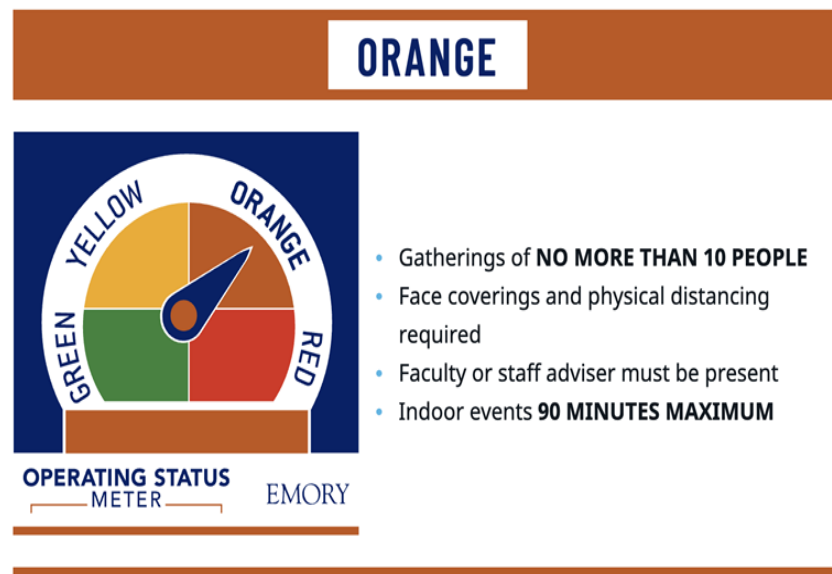 ORANGE
YELLOW
ORANGE
GREEN
RED
OPERATING STATUS
METER
EMORY
Gatherings of NO MORE THAN 10 PEOPLE
Face coverings and physical distancing
required
Faculty or staff adviser must be present
Indoor events 90 MINUTES MAXIMUM